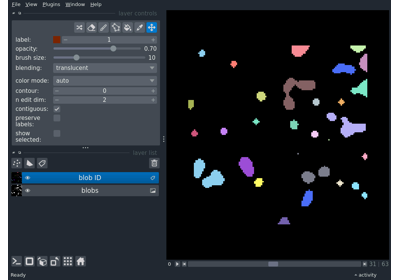 File View Plugins Window Help
layer controls
label: 1
opacity: 0.70
brush size: 10
blending: translucent
color mode: auto
contour: 0
n edit dim: 2
contiguous:
preserve
labels:
show
selected:
layer list
blob ID
blobs
0 31 63
Ready activity